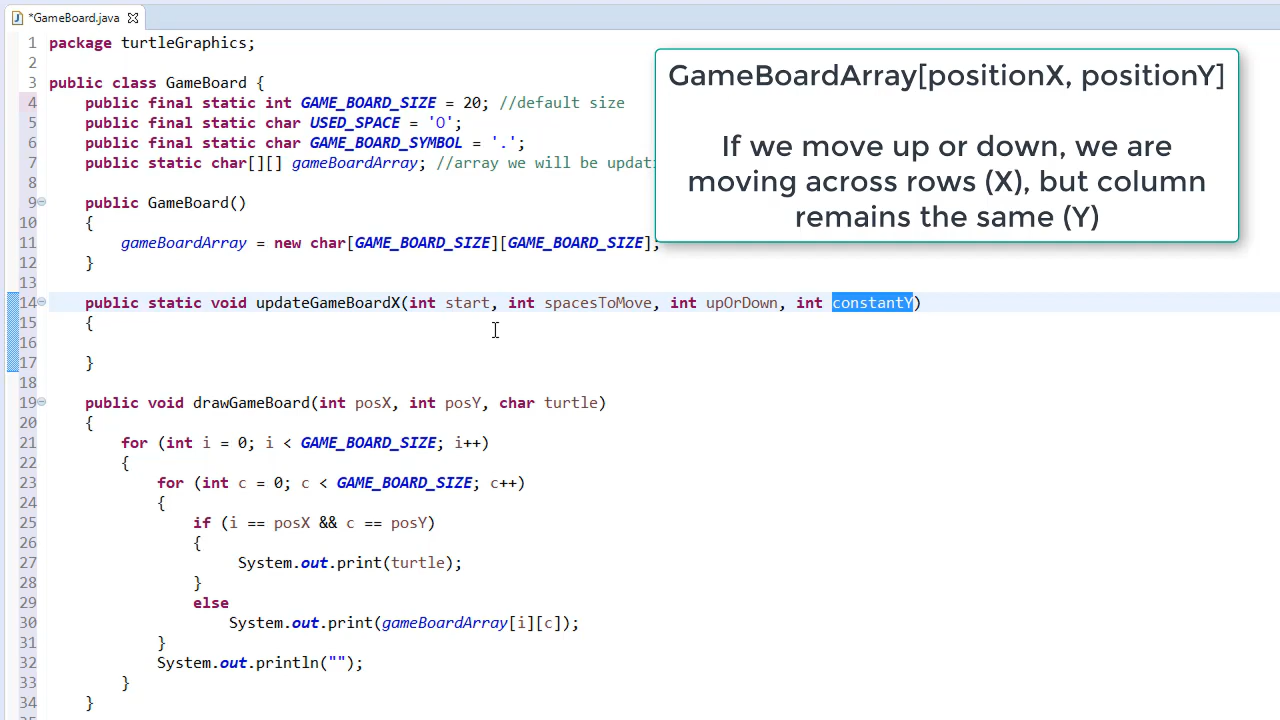 *GameBoard.java
1 package turtleGraphics;
2
3 public class GameBoard {
4 public final static int GAME_BOARD_SIZE = 20; //default size
5 public final static char USED_SPACE = 'O';
6 public final static char GAME_BOARD_SYMBOL = '.';
7 public static char[][] gameBoardArray; //array we will be updati
8
9 public GameBoard()
10 {
11 gameBoardArray = new char[GAME_BOARD_SIZE][GAME_BOARD_SIZE];
12 }
13
14 public static void updateGameBoardX(int start, int spacesToMove, int upOrDown, int constantY)
15 {
16
17 }
18
19 public void drawGameBoard(int posX, int posY, char turtle)
20 {
21 for (int i = 0; i < GAME_BOARD_SIZE; i++)
22 {
23 for (int c = 0; c < GAME_BOARD_SIZE; c++)
24 {
25 if (i == posX && c == posY)
26 {
27 System.out.print(turtle);
28 }
29 else
30 System.out.print(gameBoardArray[i][c]);
31 }
32 System.out.println("");
33 }
34 }
GameBoardArray[positionX, positionY]
If we move up or down, we are
moving across rows (X), but column
remains the same (Y)